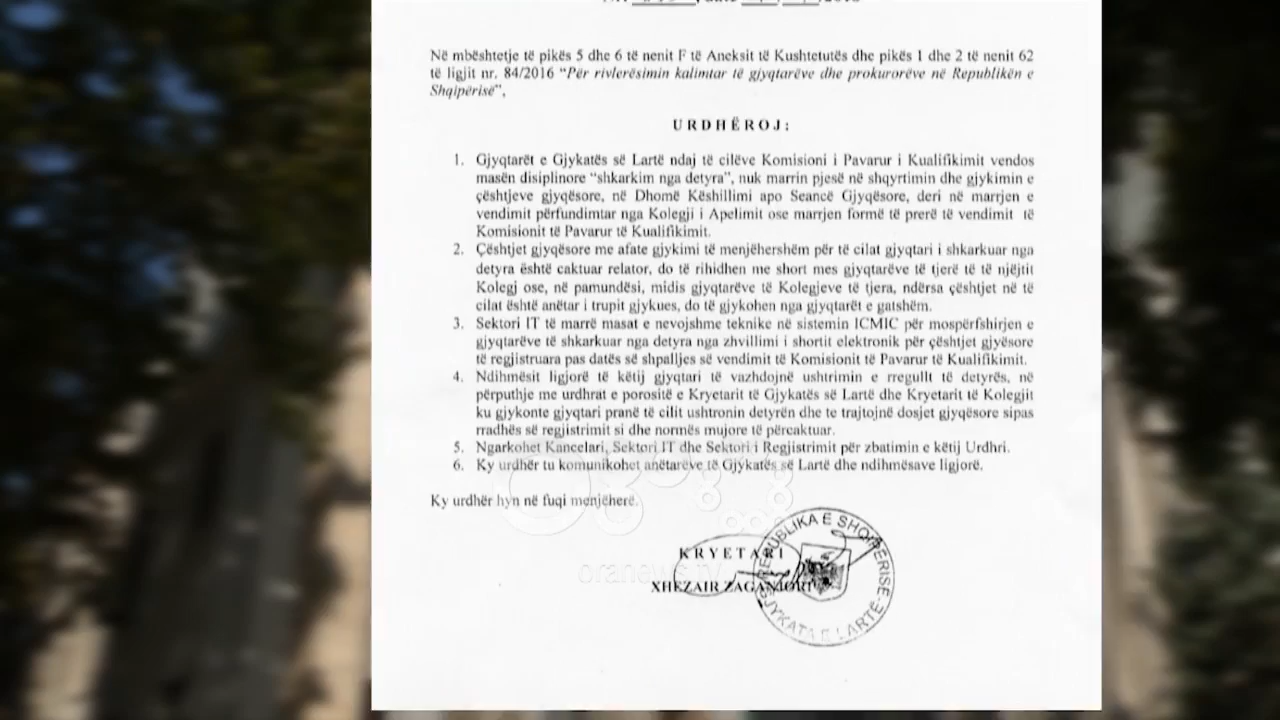 Në mbështetje të pikës 5 dhe 6 të nenit F të Aneksit të Kushtetutës dhe pikës 1 dhe 2 të nenit 62
të ligjit nr. 84/2016 “Për rivlerësimin kalimtar të gjyqtarëve dhe prokurorëve në Republikën e
Shqipërisë”,
URDHËROJ:
1. Gjyqtarët e Gjykatës së Lartë ndaj të cilëve Komisioni i Pavarur i Kualifikimit vendos
masën disiplinore “shkarkim nga detyra”, nuk marrin pjesë në shqyrtimin dhe gjykimin e
çështjeve gjyqësore, në Dhomë Këshillimi apo Seancë Gjyqësore, deri në marrjen e
vendimit përfundimtar nga Kolegji i Apelimit ose marrjen formë të prerë të vendimit të
Komisionit të Pavarur të Kualifikimit.
2. Çështjet gjyqësore me afate gjykimi të menjëhershëm për të cilat gjyqtari i shkarkuar nga
detyra është caktuar relator, do të rihidhen me short mes gjyqtarëve të tjerë të të njëjtit
Kolegj ose, në pamundësi, midis gjyqtarëve të Kolegjeve të tjera, ndërsa çështjet në të
cilat është anëtar i trupit gjykues, do të gjykohen nga gjyqtarët e gatshëm.
3. Sektori IT të marrë masat e nevojshme teknike në sistemin ICMIC për mospërfshirjen e
gjyqtarëve të shkarkuar nga detyra nga zhvillimi i shortit elektronik për çështjet gjyësore
të regjistruara pas datës së shpalljes së vendimit të Komisionit të Pavarur të Kualifikimit.
4. Ndihmësit ligjorë të këtij gjyqtari të vazhdojnë ushtrimin e rregullt të detyrës, në
përputhje me urdhrat e porositë e Kryetarit të Gjykatës së Lartë dhe Kryetarit të Kolegjit
ku gjykonte gjyqtari pranë të cilit ushtronin detyrën dhe te trajtojnë dosjet gjyqësore sipas
rradhës së regjistrimit si dhe normës mujore të përcaktuar.
5. Ngarkohet Kancelari, Sektori IT dhe Sektori i Regjistrimit për zbatimin e këtij Urdhri.
6. Ky urdhër tu komunikohet anëtarëve të Gjykatës së Lartë dhe ndihmësave ligjorë.
Ky urdhër hyn në fuqi menjëherë.
KRYETARI
XHEZAIR ZAGANJORI
REPUBLIKA E SHQIPËRISË
GJYKATA E LARTË
oranews.tv